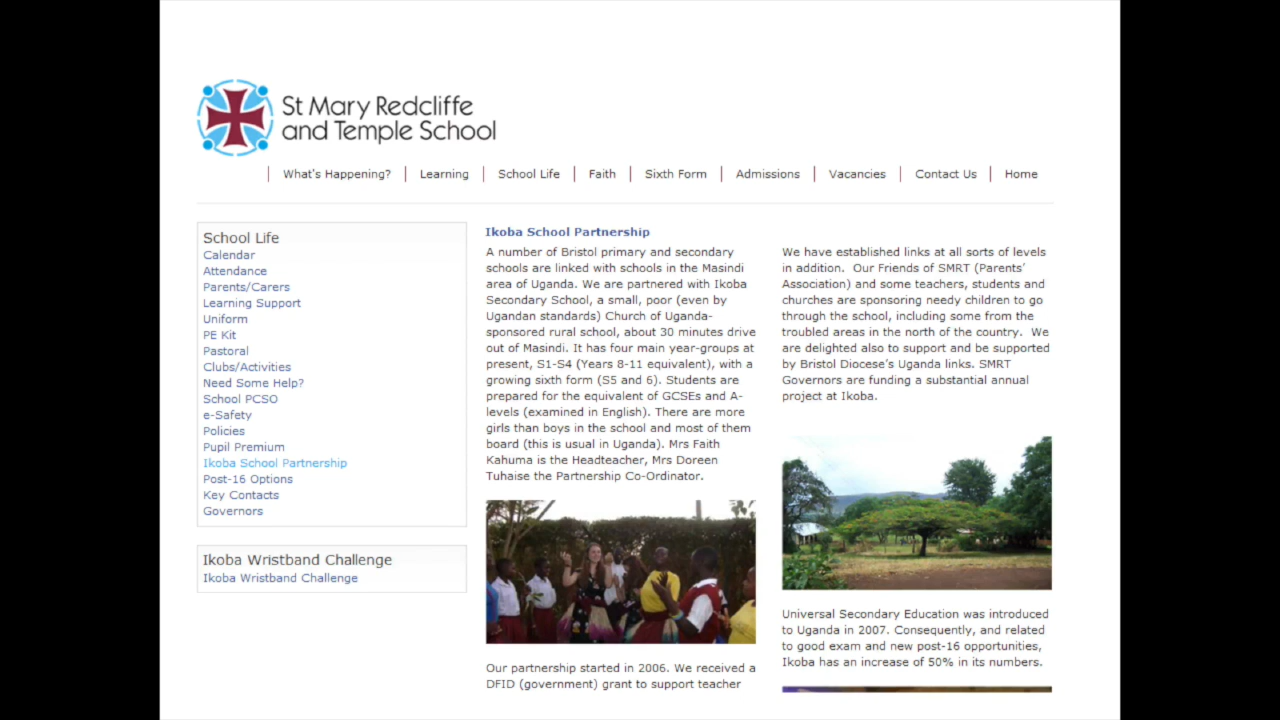 St Mary Redcliffe
and Temple School
What's Happening?
Learning
School Life
Faith
Sixth Form
Admissions
Vacancies
Contact Us
Home
School Life
Calendar
Attendance
Parents/Carers
Learning Support
Uniform
PE Kit
Pastoral
Clubs/Activities
Need Some Help?
School PCSO
e-Safety
Policies
Pupil Premium
Ikoba School Partnership
Post-16 Options
Key Contacts
Governors
Ikoba Wristband Challenge
Ikoba Wristband Challenge
Ikoba School Partnership
A number of Bristol primary and secondary
schools are linked with schools in the Masindi
area of Uganda. We are partnered with Ikoba
Secondary School, a small, poor (even by
Ugandan standards) Church of Uganda-
sponsored rural school, about 30 minutes drive
out of Masindi. It has four main year-groups at
present, S1-S4 (Years 8-11 equivalent), with a
growing sixth form (S5 and 6). Students are
prepared for the equivalent of GCSEs and A-
levels (examined in English). There are more
girls than boys in the school and most of them
board (this is usual in Uganda). Mrs Faith
Kahuma is the Headteacher, Mrs Doreen
Tuhaise the Partnership Co-Ordinator.
Our partnership started in 2006. We received a
DFID (government) grant to support teacher
We have established links at all sorts of levels
in addition.  Our Friends of SMRT (Parents'
Association) and some teachers, students and
churches are sponsoring needy children to go
through the school, including some from the
troubled areas in the north of the country.  We
are delighted also to support and be supported
by Bristol Diocese's Uganda links. SMRT
Governors are funding a substantial annual
project at Ikoba.
Universal Secondary Education was introduced
to Uganda in 2007. Consequently, and related
to good exam and new post-16 opportunities,
Ikoba has an increase of 50% in its numbers.